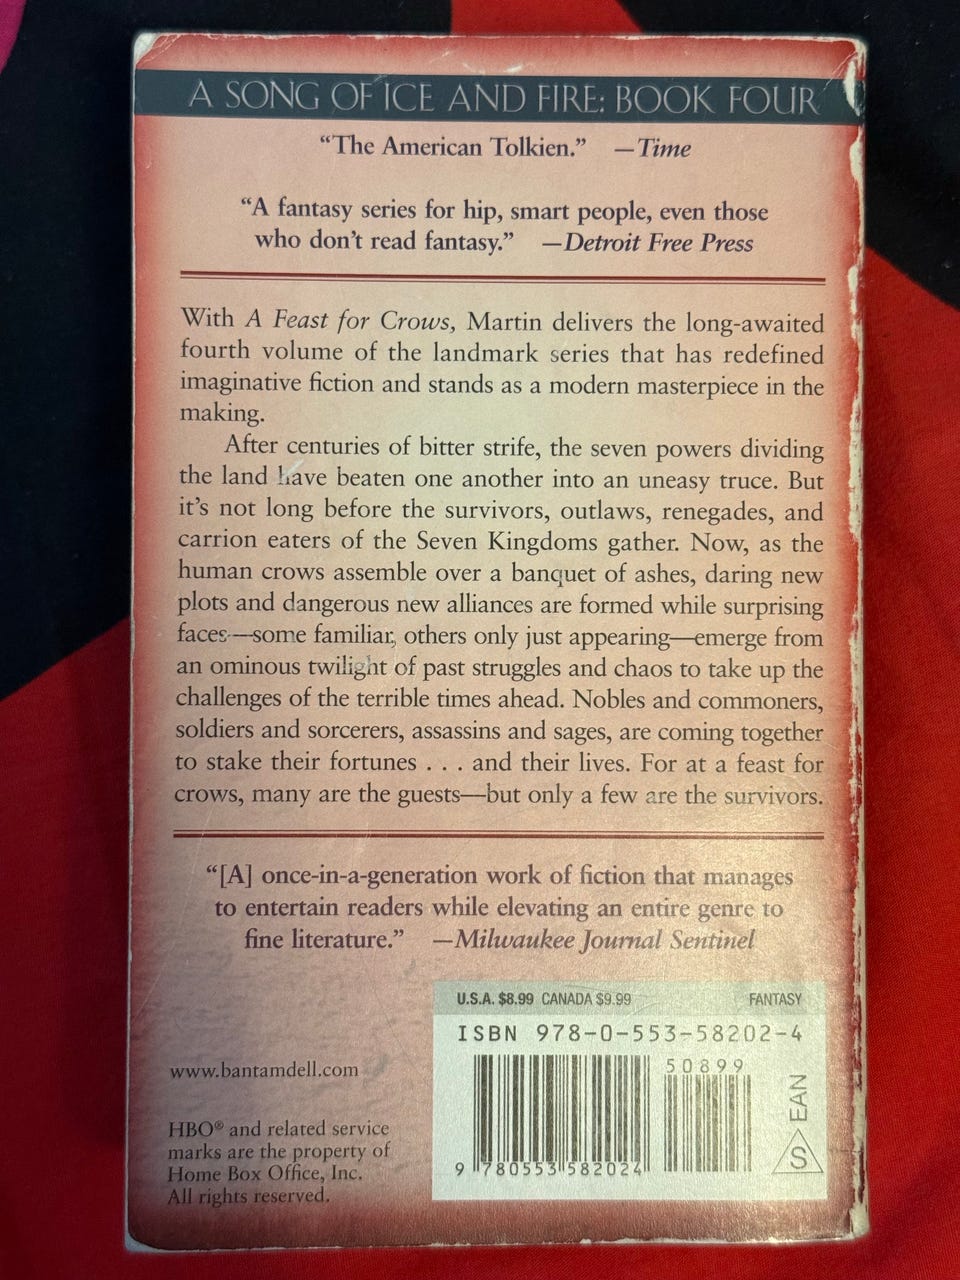 A SONG OF ICE AND FIRE: BOOK FOUR
“The American Tolkien.” —Time
“A fantasy series for hip, smart people, even those
who don’t read fantasy.” —Detroit Free Press
With A Feast for Crows, Martin delivers the long-awaited
fourth volume of the landmark series that has redefined
imaginative fiction and stands as a modern masterpiece in the
making.
After centuries of bitter strife, the seven powers dividing
the land have beaten one another into an uneasy truce. But
it’s not long before the survivors, outlaws, renegades, and
carrion eaters of the Seven Kingdoms gather. Now, as the
human crows assemble over a banquet of ashes, daring new
plots and dangerous new alliances are formed while surprising
faces—some familiar, others only just appearing—emerge from
an ominous twilight of past struggles and chaos to take up the
challenges of the terrible times ahead. Nobles and commoners,
soldiers and sorcerers, assassins and sages, are coming together
to stake their fortunes . . . and their lives. For at a feast for
crows, many are the guests—but only a few are the survivors.
“[A] once-in-a-generation work of fiction that manages
to entertain readers while elevating an entire genre to
fine literature.” —Milwaukee Journal Sentinel
U.S.A. $8.99 CANADA $9.99 FANTASY
ISBN 978-0-553-58202-4
50899
9 780553 582024
EAN
S
www.bantamdell.com
HBO® and related service
marks are the property of
Home Box Office, Inc.
All rights reserved.